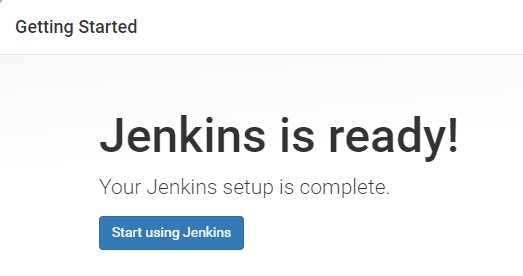 Getting Started
Jenkins is ready!
Your Jenkins setup is complete.
Start using Jenkins